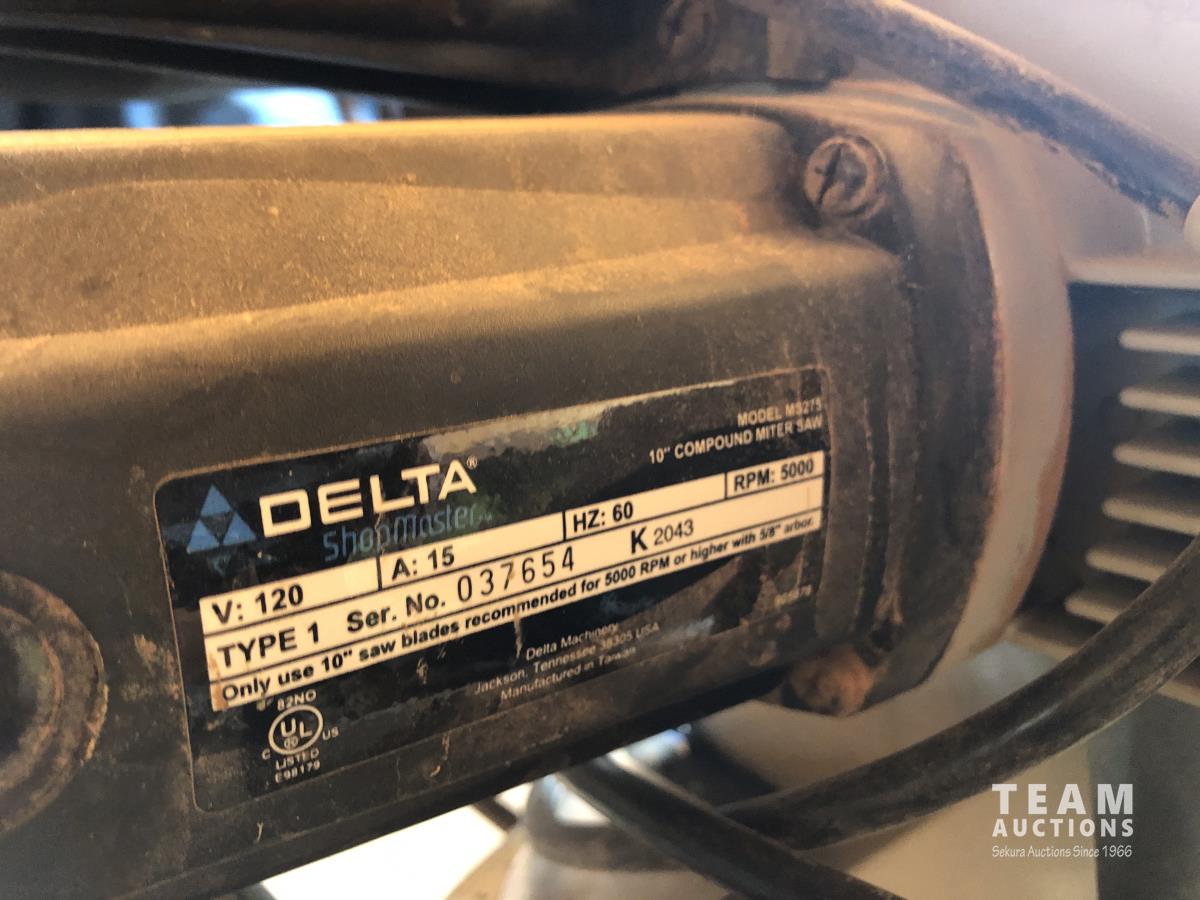 MODEL MS275
10" COMPOUND MITER SAW
DELTA®
ShopMaster
V: 120
A: 15
HZ: 60
RPM: 5000
TYPE 1 Ser. No. 037654 K 2043
Only use 10" saw blades recommended for 5000 RPM or higher with 5/8" arbor.
Delta Machinery
Jackson, Tennessee 38305 USA
Manufactured in Taiwan
82NO
C UL US
LISTED
E98179
TEAM
AUCTIONS
Sekura Auctions Since 1966